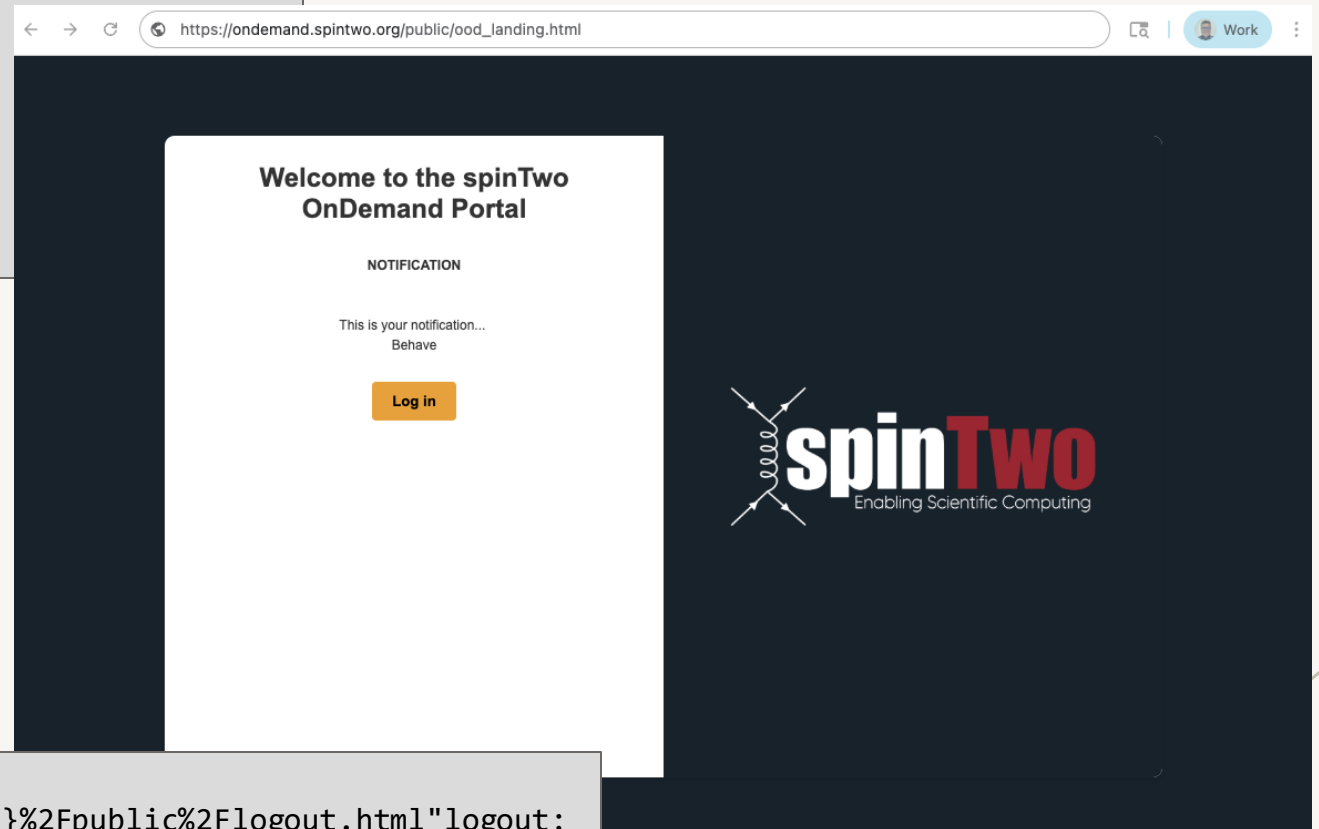 https://ondemand.spintwo.org/public/ood_landing.html
Work
Welcome to the spinTwo
OnDemand Portal
NOTIFICATION
This is your notification...
Behave
Log in
spinTwo
Enabling Scientific Computing
}%2Fpublic%2Flogout.html"logout: